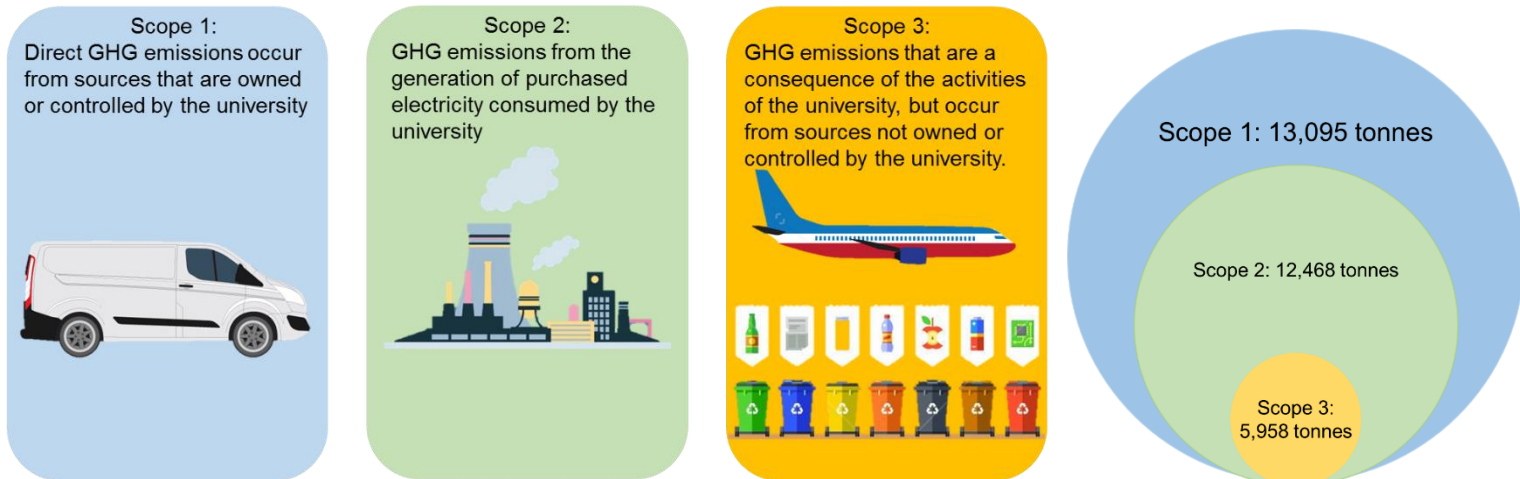 Scope 1:
Direct GHG emissions occur
from sources that are owned
or controlled by the university
Scope 2:
GHG emissions from the
generation of purchased
electricity consumed by the
university
Scope 3:
GHG emissions that are a
consequence of the activities
of the university, but occur
from sources not owned or
controlled by the university.
Scope 1: 13,095 tonnes
Scope 2: 12,468 tonnes
Scope 3:
5,958 tonnes